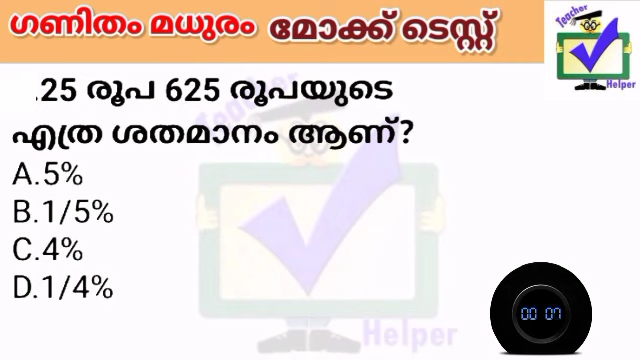 ഗണിതം മധുരം മോക്ക് ടെസ്റ്റ്
Teacher
Helper
.25 രൂപ 625 രൂപയുടെ
എത്ര ശതമാനം ആണ്?
A.5%
B.1/5%
C.4%
D.1/4%
00 07
Teacher
Helper